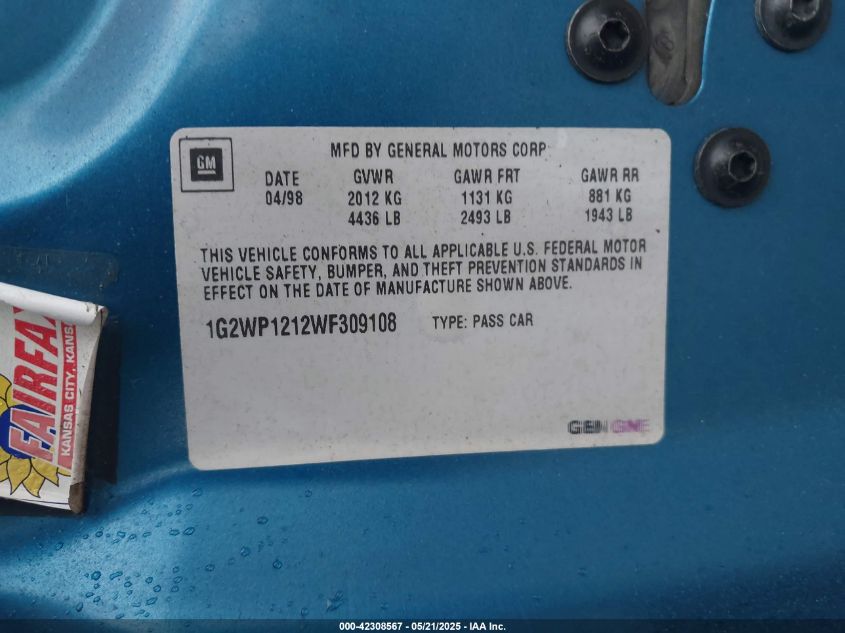 GM
MFD BY GENERAL MOTORS CORP
DATE GVWR GAWR FRT GAWR RR
04/98 2012 KG 1131 KG 881 KG
4436 LB 2493 LB 1943 LB
THIS VEHICLE CONFORMS TO ALL APPLICABLE U.S. FEDERAL MOTOR
VEHICLE SAFETY, BUMPER, AND THEFT PREVENTION STANDARDS IN
EFFECT ON THE DATE OF MANUFACTURE SHOWN ABOVE.
1G2WP1212WF309108 TYPE: PASS CAR
FAIRFAX
KANSAS CITY, KANS
000-42308567 - 05/21/2025 - IAA Inc.